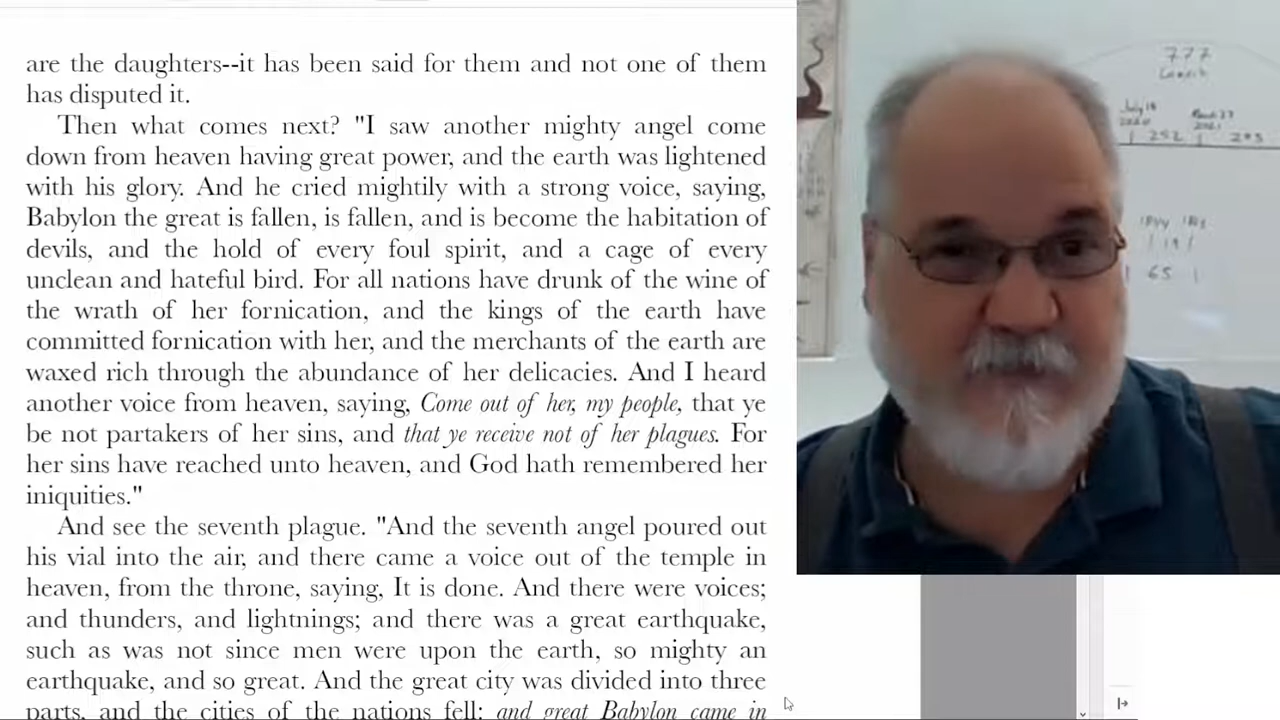 are the daughters--it has been said for them and not one of them
has disputed it.
Then what comes next? "I saw another mighty angel come
down from heaven having great power, and the earth was lightened
with his glory. And he cried mightily with a strong voice, saying,
Babylon the great is fallen, is fallen, and is become the habitation of
devils, and the hold of every foul spirit, and a cage of every
unclean and hateful bird. For all nations have drunk of the wine of
the wrath of her fornication, and the kings of the earth have
committed fornication with her, and the merchants of the earth are
waxed rich through the abundance of her delicacies. And I heard
another voice from heaven, saying, Come out of her, my people, that ye
be not partakers of her sins, and that ye receive not of her plagues. For
her sins have reached unto heaven, and God hath remembered her
iniquities."
And see the seventh plague. "And the seventh angel poured out
his vial into the air, and there came a voice out of the temple in
heaven, from the throne, saying, It is done. And there were voices;
and thunders, and lightnings; and there was a great earthquake,
such as was not since men were upon the earth, so mighty an
earthquake, and so great. And the great city was divided into three
parts, and the cities of the nations fell: and great Babylon came in
777
July 18
2020
252
1844
191
65